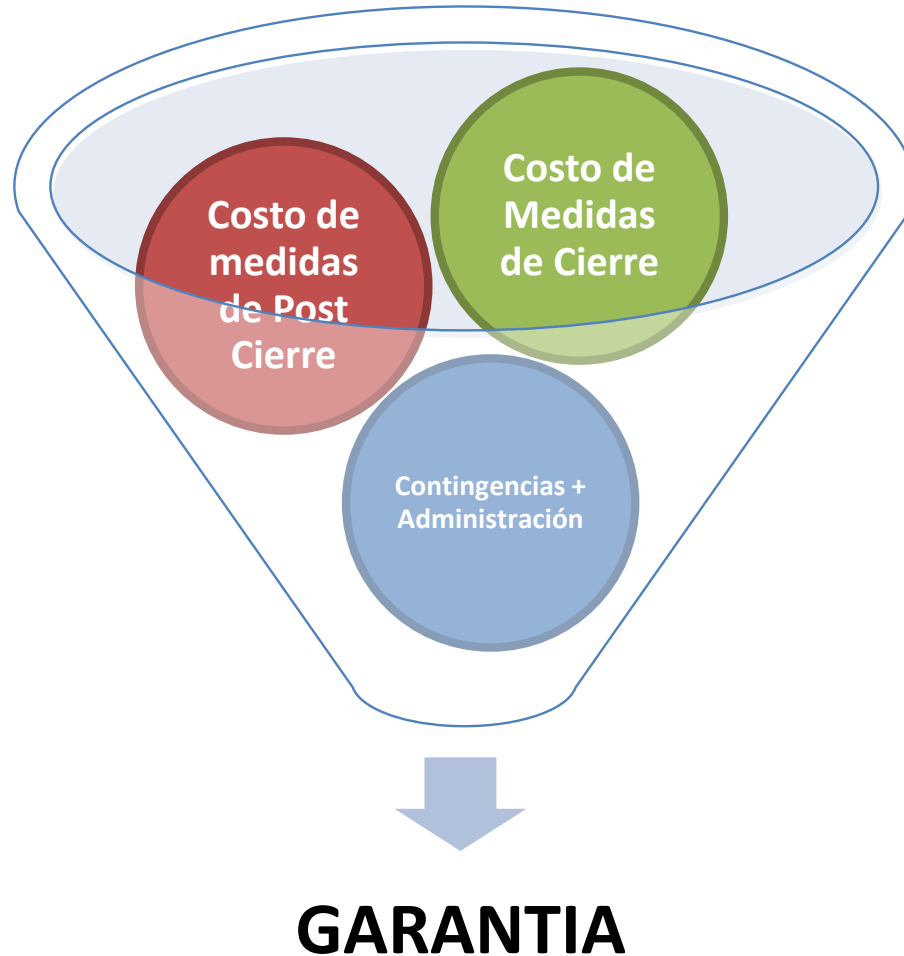 Costo de
medidas
de Post
Cierre
Costo de
Medidas
de Cierre
Contingencias +
Administración
GARANTIA